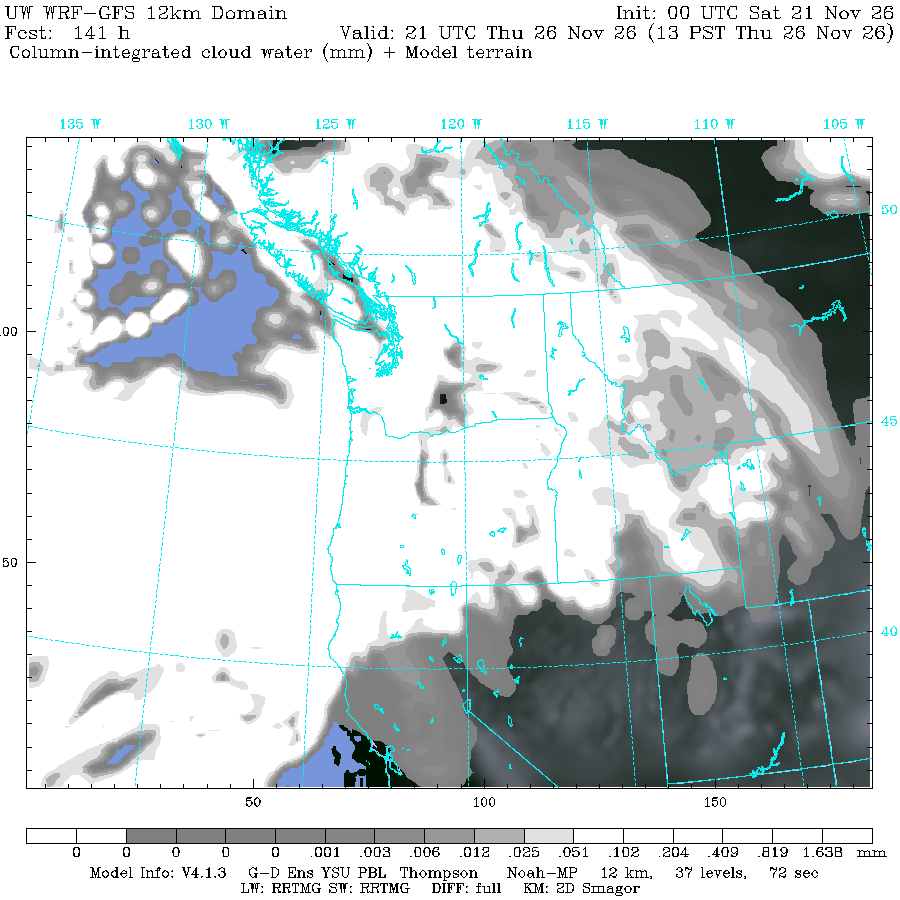 UW WRF-GFS 12km Domain Init: 00 UTC Sat 21 Nov 26
Fcst: 141 h Valid: 21 UTC Thu 26 Nov 26 (13 PST Thu 26 Nov 26)
Column-integrated cloud water (mm) + Model terrain
135 W 130 W 125 W 120 W 115 W 110 W 105 W
50
00
45
50
40
50 100 150
0 0 0 0 .001 .003 .006 .012 .025 .051 .102 .204 .409 .819 1.638 mm
Model Info: V4.1.3 G-D Ens YSU PBL Thompson Noah-MP 12 km, 37 levels, 72 sec
LW: RRTMG SW: RRTMG DIFF: full KM: 2D Smagor